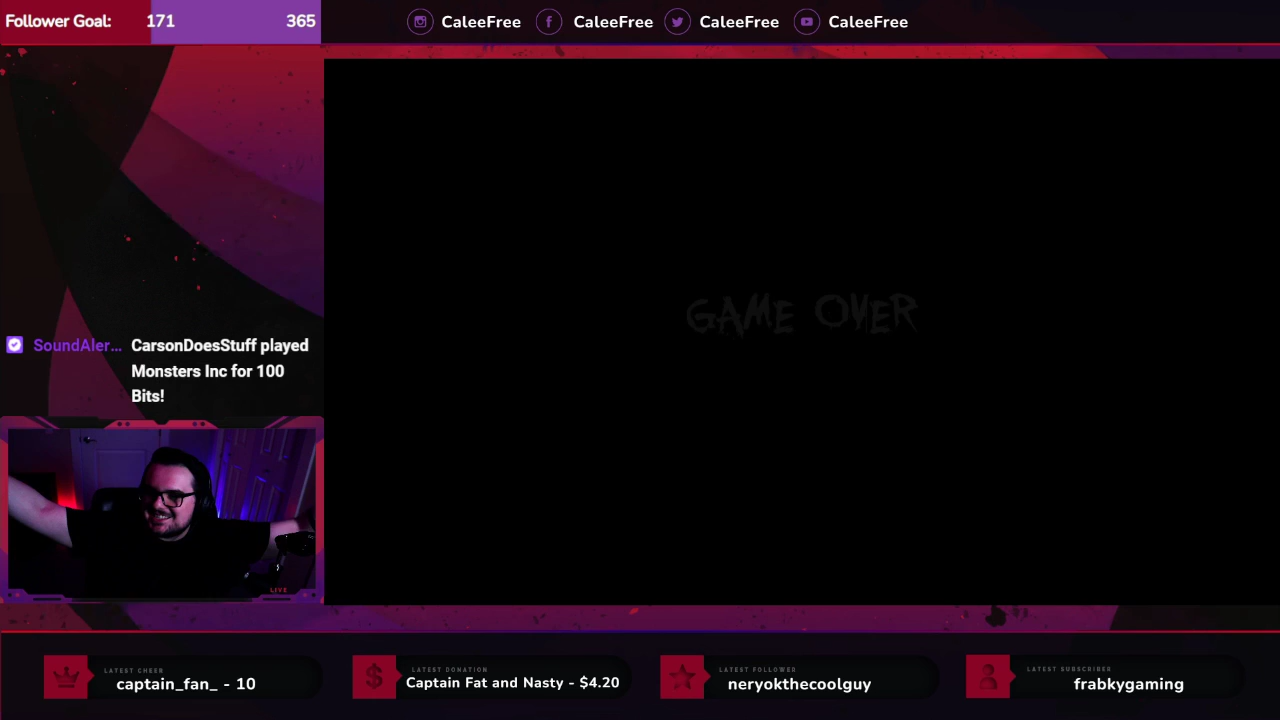 Follower Goal: 171 365
CaleeFree CaleeFree CaleeFree CaleeFree
GAME OVER
SoundAler... CarsonDoesStuff played
Monsters Inc for 100
Bits!
LIVE
LATEST CHEER
captain_fan_ - 10
LATEST DONATION
Captain Fat and Nasty - $4.20
LATEST FOLLOWER
neryokthecoolguy
LATEST SUBSCRIBER
frabkygaming